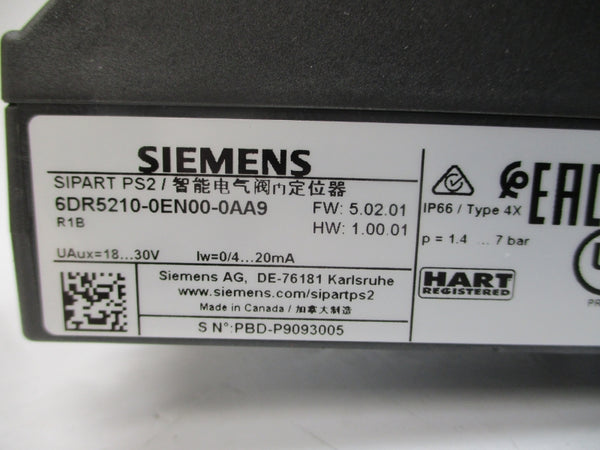 SIEMENS
SIPART PS2 / 智能电气阀门定位器
6DR5210-0EN00-0AA9 FW: 5.02.01
R1B HW: 1.00.01
UAux=18...30V Iw=0/4...20mA
Siemens AG, DE-76181 Karlsruhe
www.siemens.com/sipartps2
Made in Canada / 加拿大制造
S N°:PBD-P9093005
EAC
IP66 / Type 4X
p = 1.4 ... 7 bar
HART
REGISTERED